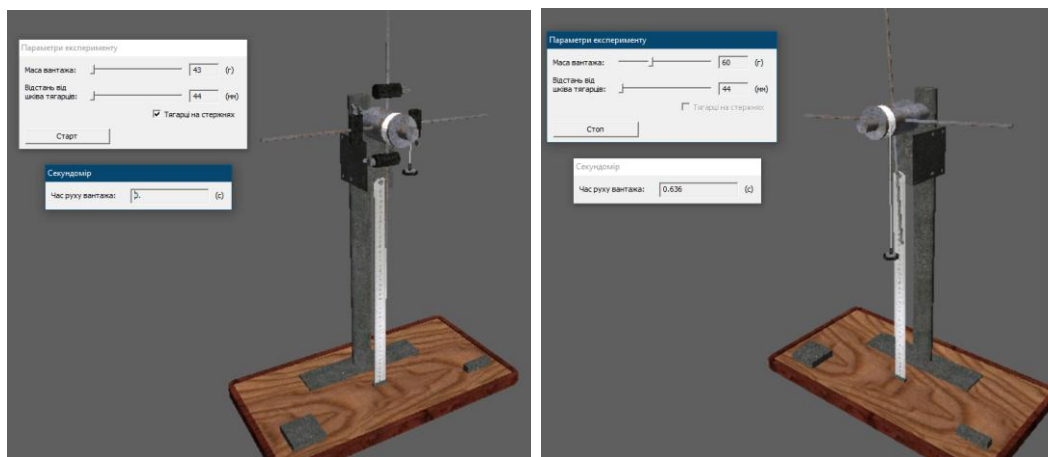 Параметри експерименту
Маса вантажа: 43 (г)
Відстань від
шківа тягарців: 44 (мм)
Тягарці на стержнях
Старт
Секундомір
Час руху вантажа: 0. (с)
Параметри експерименту
Маса вантажа: 60 (г)
Відстань від
шківа тягарців: 44 (мм)
Тягарці на стержнях
Стоп
Секундомір
Час руху вантажа: 0.636 (с)